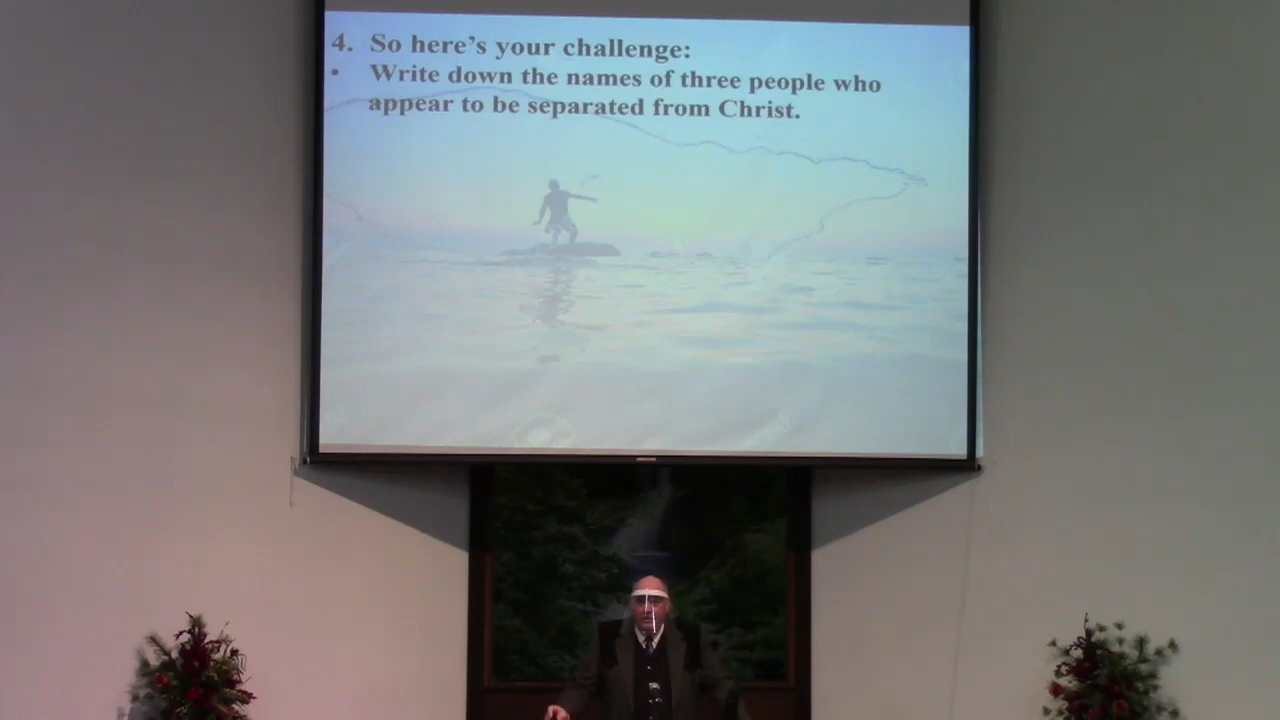 4. So here's your challenge:
• Write down the names of three people who
appear to be separated from Christ.